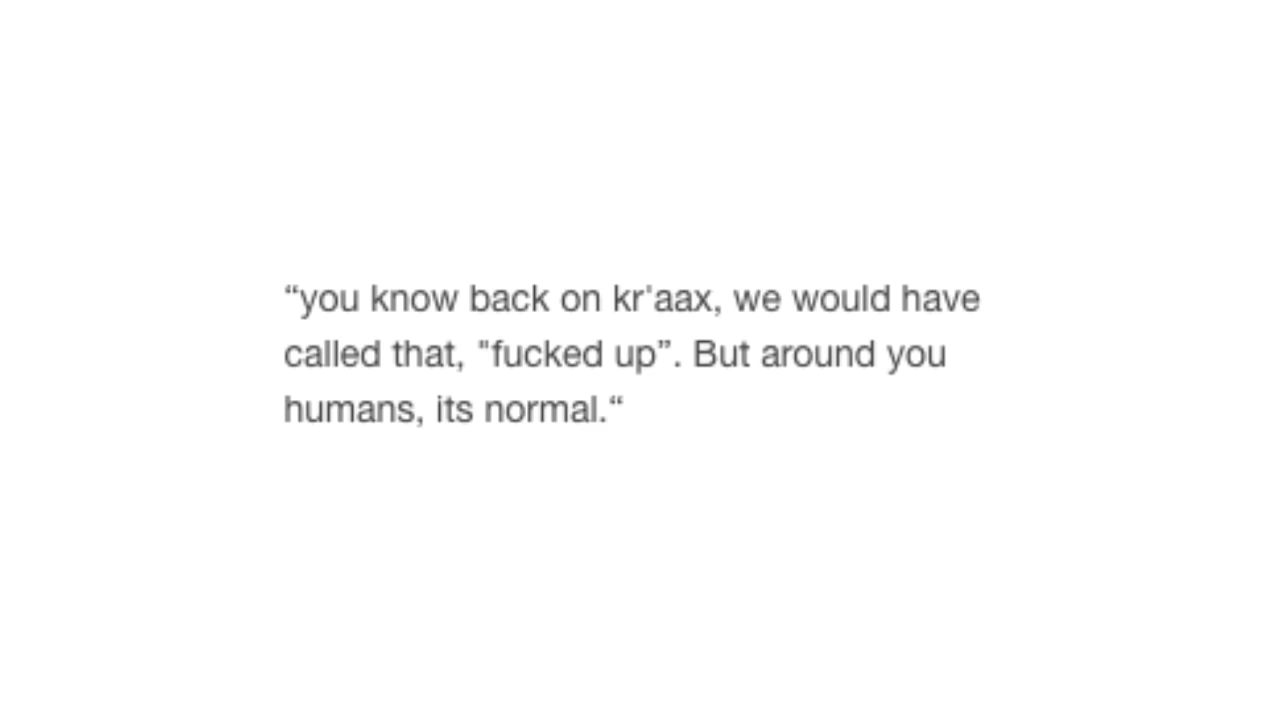 “you know back on kr'aax, we would have
called that, "fucked up”. But around you
humans, its normal.“